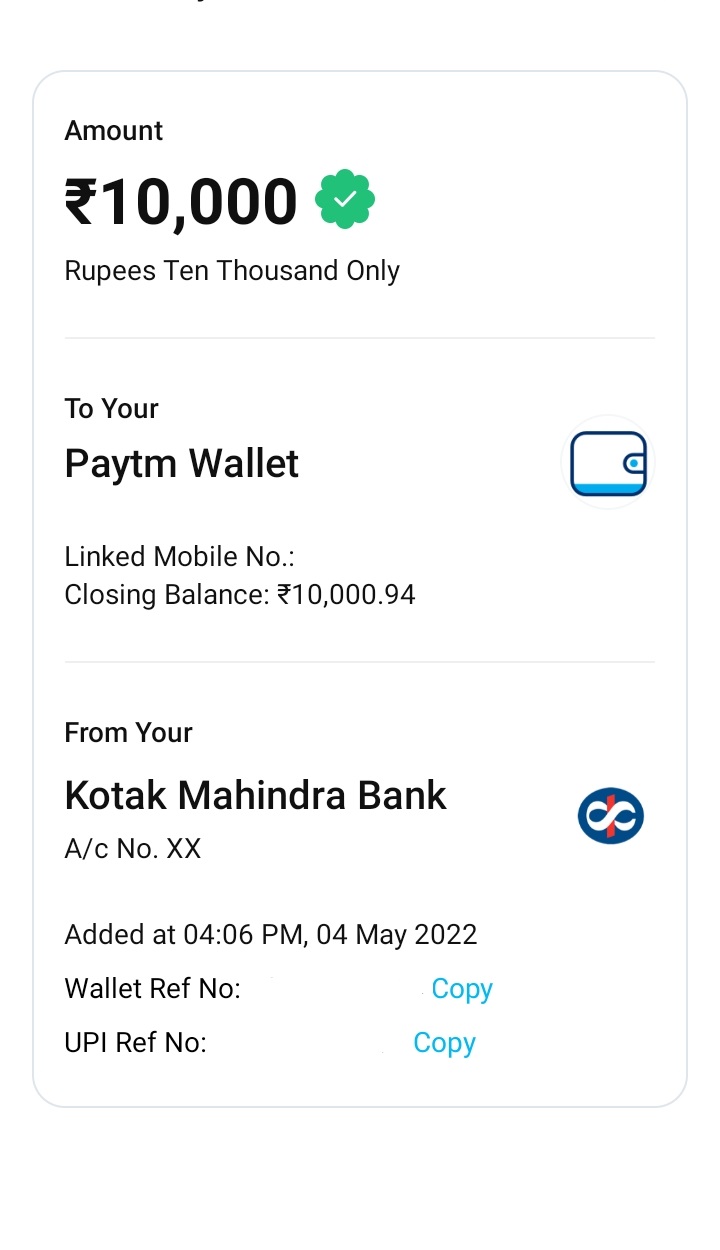 Amount
₹10,000
Rupees Ten Thousand Only
To Your
Paytm Wallet
Linked Mobile No.:
Closing Balance: ₹10,000.94
From Your
Kotak Mahindra Bank
A/c No. XX
Added at 04:06 PM, 04 May 2022
Wallet Ref No: Copy
UPI Ref No: Copy